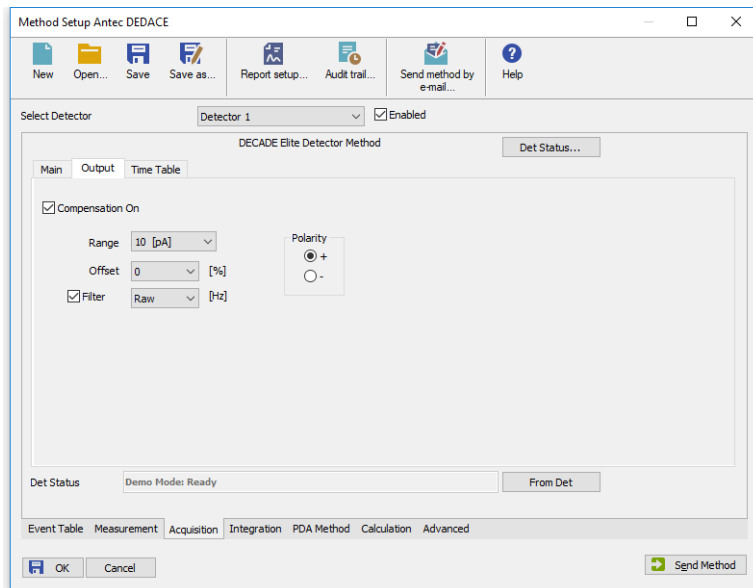 Method Setup Antec DEDACE
New Open... Save Save as... Report setup... Audit trail... Send method by e-mail... Help
Select Detector Detector 1 Enabled
DECADE Elite Detector Method Det Status...
Main Output Time Table
Compensation On
Range 10 [pA] Polarity
+
Offset 0 [%]
-
Filter Raw [Hz]
Det Status Demo Mode: Ready From Det
Event Table Measurement Acquisition Integration PDA Method Calculation Advanced
OK Cancel Send Method